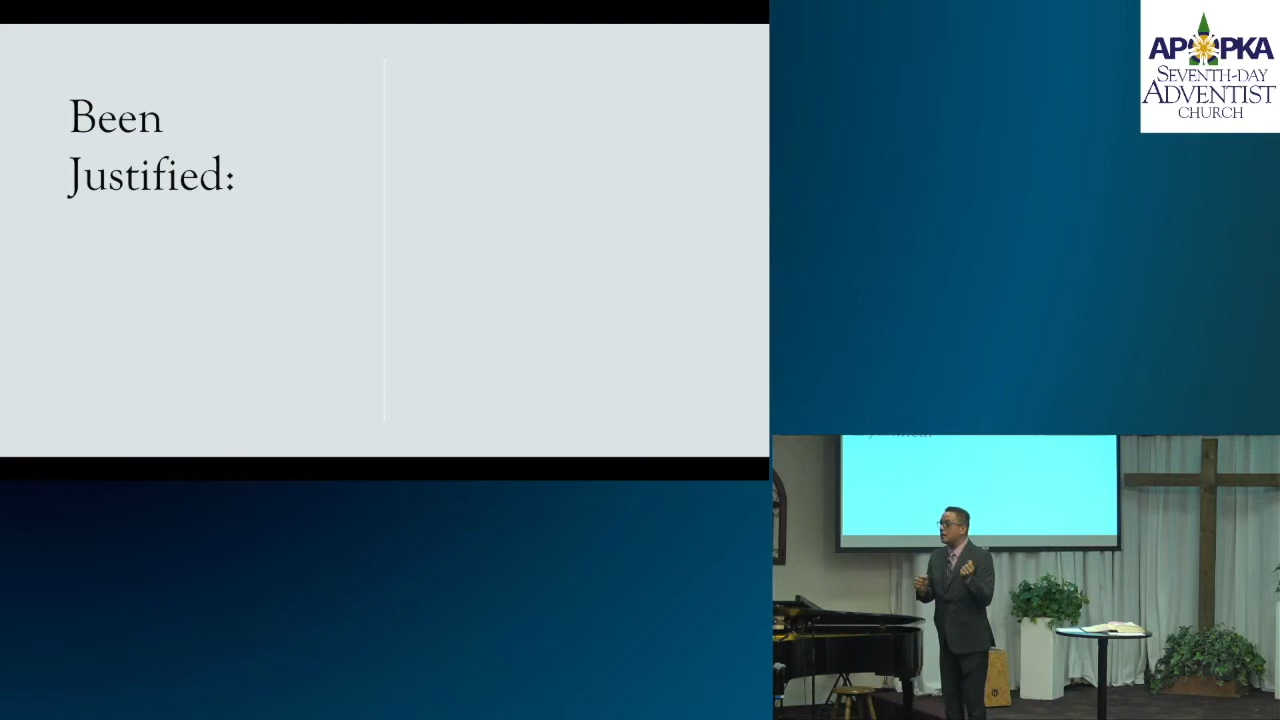 Been
Justified:
APOPKA
SEVENTH-DAY
ADVENTIST
CHURCH